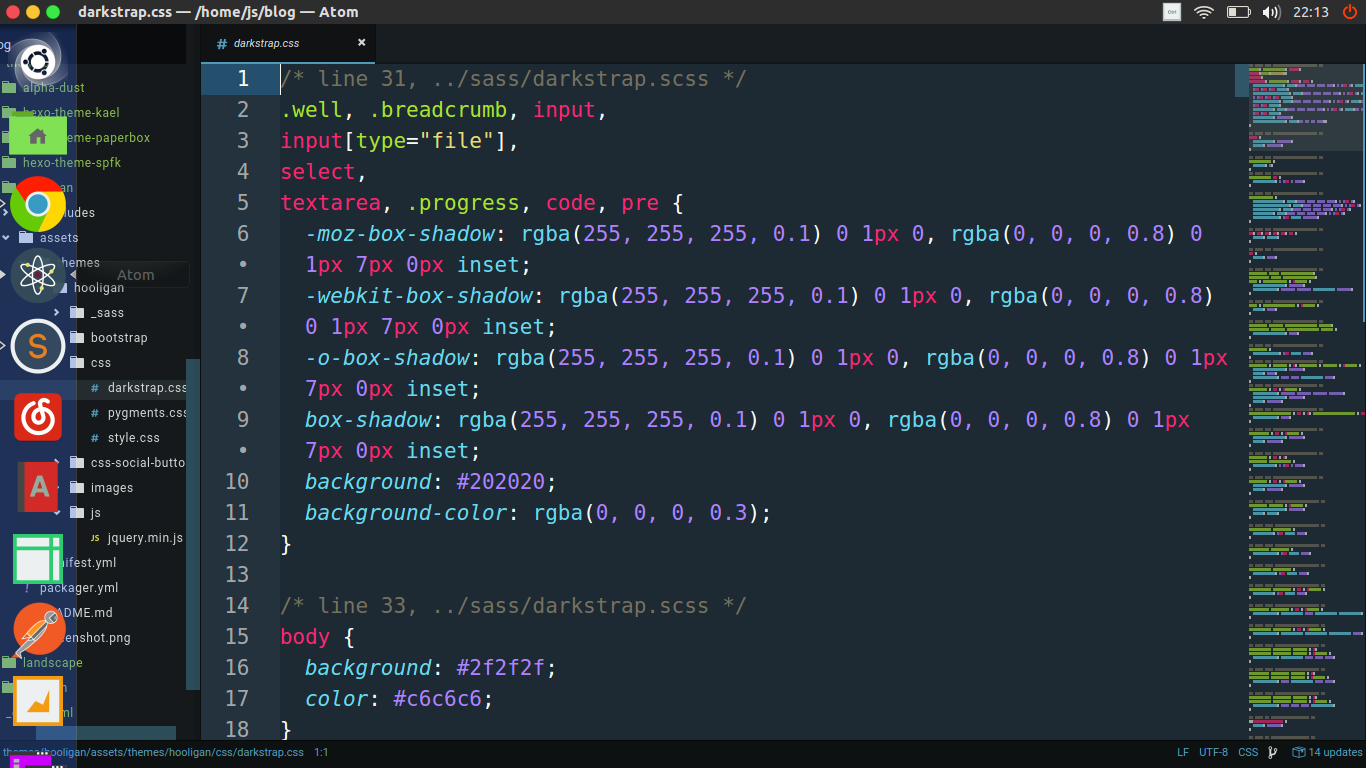 darkstrap.css — /home/js/blog — Atom
22:13
og
alpha-dust
hexo-theme-kael
eme-paperbox
hexo-theme-spfk
an
udes
assets
hemes
Atom
hooligan
_sass
bootstrap
css
# darkstrap.css
# pygments.css
# style.css
css-social-butto
images
js
JS jquery.min.js
ifest.yml
! packager.yml
ADME.md
enshot.png
landscape
# darkstrap.css ×
1 /* line 31, ../sass/darkstrap.scss */
2 .well, .breadcrumb, input,
3 input[type="file"],
4 select,
5 textarea, .progress, code, pre {
6 -moz-box-shadow: rgba(255, 255, 255, 0.1) 0 1px 0, rgba(0, 0, 0, 0.8) 0
• 1px 7px 0px inset;
7 -webkit-box-shadow: rgba(255, 255, 255, 0.1) 0 1px 0, rgba(0, 0, 0, 0.8)
• 0 1px 7px 0px inset;
8 -o-box-shadow: rgba(255, 255, 255, 0.1) 0 1px 0, rgba(0, 0, 0, 0.8) 0 1px
• 7px 0px inset;
9 box-shadow: rgba(255, 255, 255, 0.1) 0 1px 0, rgba(0, 0, 0, 0.8) 0 1px
• 7px 0px inset;
10 background: #202020;
11 background-color: rgba(0, 0, 0, 0.3);
12 }
13
14 /* line 33, ../sass/darkstrap.scss */
15 body {
16 background: #2f2f2f;
17 color: #c6c6c6;
18 }
themes/hooligan/assets/themes/hooligan/css/darkstrap.css 1:1
LF UTF-8 CSS 14 updates